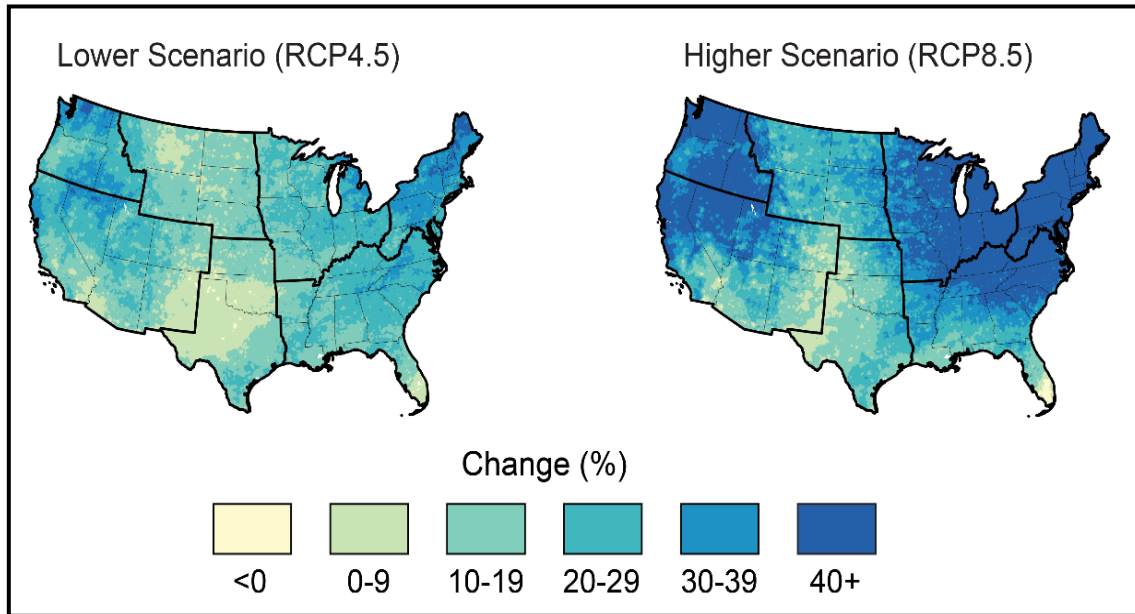 Lower Scenario (RCP4.5)
Higher Scenario (RCP8.5)
Change (%)
<0
0-9
10-19
20-29
30-39
40+